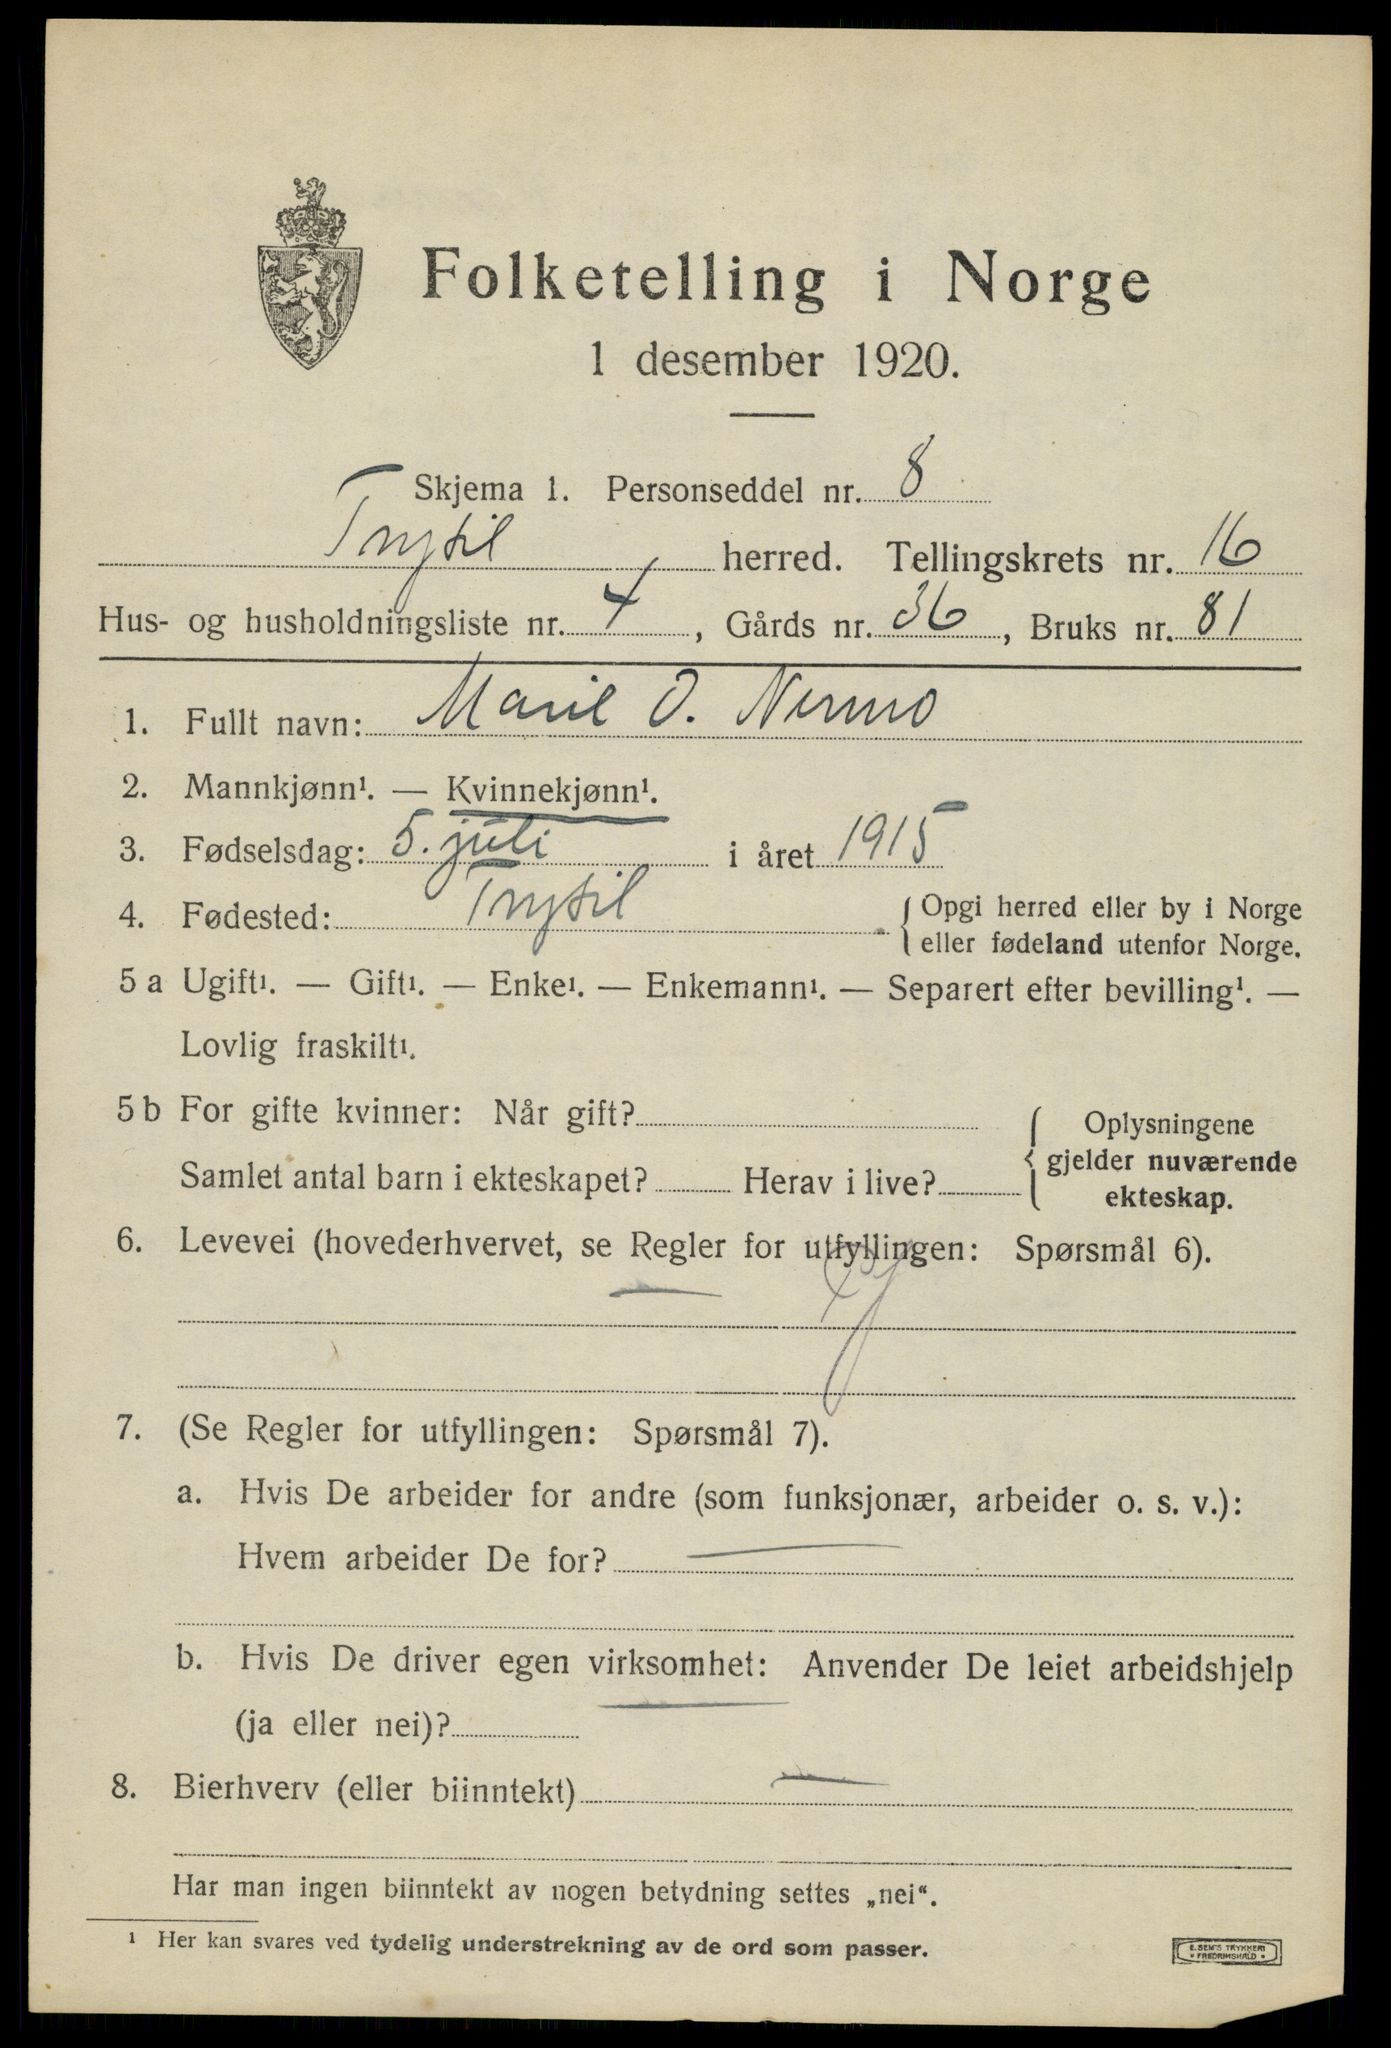 Folketelling i Norge
1 desember 1920.
Skjema 1. Personseddel nr. 8
Trysil herred. Tellingskrets nr. 16
Hus- og husholdningsliste nr. 4, Gårds nr. 36, Bruks nr. 81
1. Fullt navn: Marie O. Nermo
2. Mannkjønn¹. — Kvinnekjønn¹.
3. Fødselsdag: 5. juli i året 1915
4. Fødested: Trysil
Opgi herred eller by i Norge
eller fødeland utenfor Norge.
5 a Ugift¹. — Gift¹. — Enke¹. — Enkemann¹. — Separert efter bevilling¹. —
Lovlig fraskilt¹.
5 b For gifte kvinner: Når gift?
Samlet antal barn i ekteskapet? Herav i live?
Oplysningene
gjelder nuværende
ekteskap.
6. Levevei (hovederhvervet, se Regler for utfyllingen: Spørsmål 6).
—
7. (Se Regler for utfyllingen: Spørsmål 7).
a. Hvis De arbeider for andre (som funksjonær, arbeider o. s. v.):
Hvem arbeider De for? —
b. Hvis De driver egen virksomhet: Anvender De leiet arbeidshjelp
(ja eller nei)? —
8. Bierhverv (eller biinntekt) —
Har man ingen biinntekt av nogen betydning settes „nei“.
¹ Her kan svares ved tydelig understrekning av de ord som passer.
E. SEM'S TRYKKERI
FREDRIKSHALD